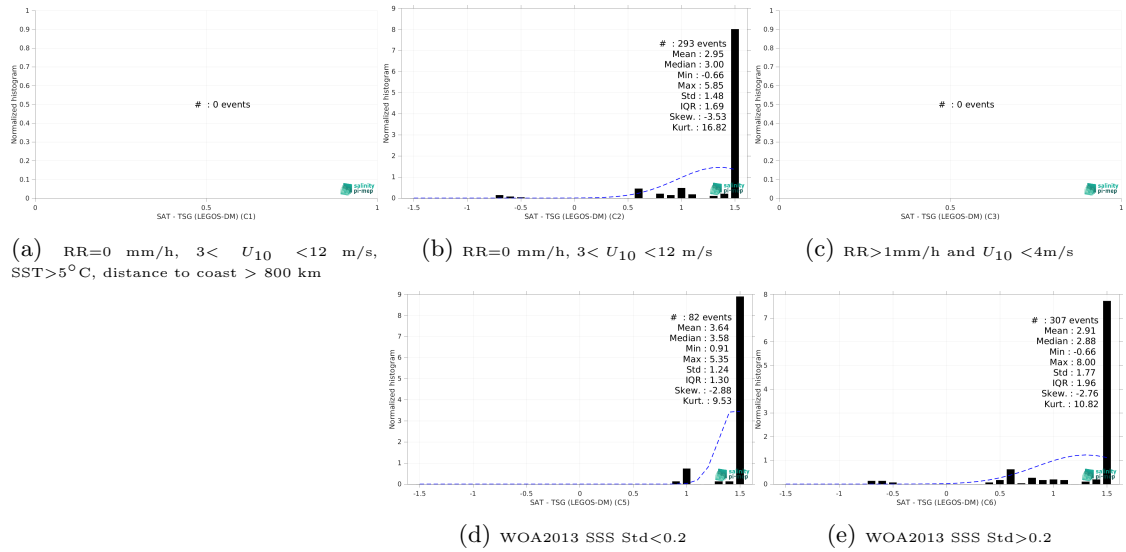 Normalized histogram
1
0.9
0.8
0.7
0.6
0.5
0.4
0.3
0.2
0.1
0
# : 0 events
salinity
pi-mep
0
0.5
1
SAT - TSG (LEGOS-DM) (C1)
(a) RR=0 mm/h, 3< U10 <12 m/s,
SST>5°C, distance to coast > 800 km
Normalized histogram
9
8
7
6
5
4
3
2
1
0
# : 293 events
Mean : 2.95
Median : 3.00
Min : -0.66
Max : 5.85
Std : 1.48
IQR : 1.69
Skew. : -3.53
Kurt. : 16.82
salinity
pi-mep
-1.5
-1
-0.5
0
0.5
1
1.5
SAT - TSG (LEGOS-DM) (C2)
(b) RR=0 mm/h, 3< U10 <12 m/s
Normalized histogram
1
0.9
0.8
0.7
0.6
0.5
0.4
0.3
0.2
0.1
0
# : 0 events
salinity
pi-mep
0
0.5
1
SAT - TSG (LEGOS-DM) (C3)
(c) RR>1mm/h and U10 <4m/s
Normalized histogram
9
8
7
6
5
4
3
2
1
0
# : 82 events
Mean : 3.64
Median : 3.58
Min : 0.91
Max : 5.35
Std : 1.24
IQR : 1.30
Skew. : -2.88
Kurt. : 9.53
salinity
pi-mep
-1.5
-1
-0.5
0
0.5
1
1.5
SAT - TSG (LEGOS-DM) (C5)
(d) WOA2013 SSS Std<0.2
Normalized histogram
8
7
6
5
4
3
2
1
0
# : 307 events
Mean : 2.91
Median : 2.88
Min : -0.66
Max : 8.00
Std : 1.77
IQR : 1.96
Skew. : -2.76
Kurt. : 10.82
salinity
pi-mep
-1.5
-1
-0.5
0
0.5
1
1.5
SAT - TSG (LEGOS-DM) (C6)
(e) WOA2013 SSS Std>0.2